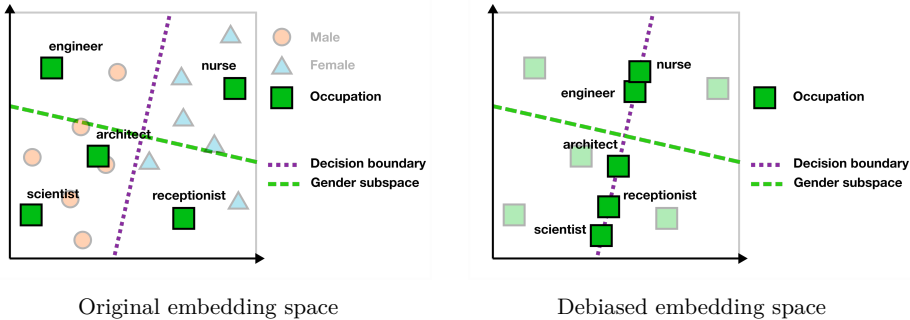 engineer
nurse
architect
scientist
receptionist
Male
Female
Occupation
Decision boundary
Gender subspace
Original embedding space
nurse
engineer
architect
receptionist
scientist
Occupation
Decision boundary
Gender subspace
Debiased embedding space